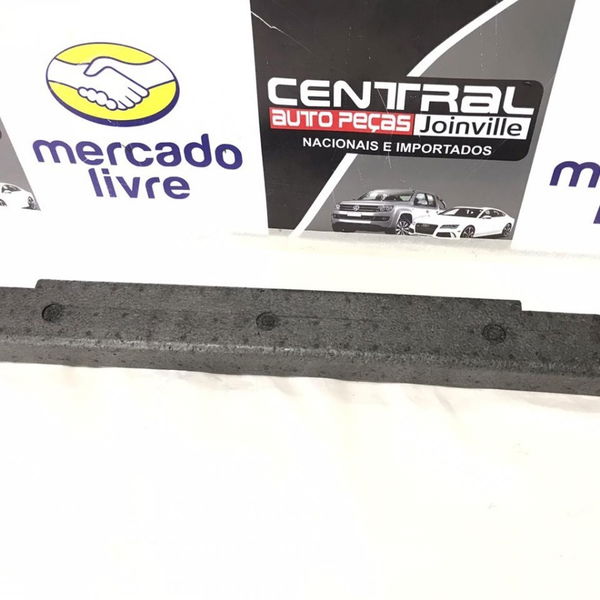 mercado
livre
CENTRAL
AUTO PEÇAS Joinville
NACIONAIS E IMPORTADOS